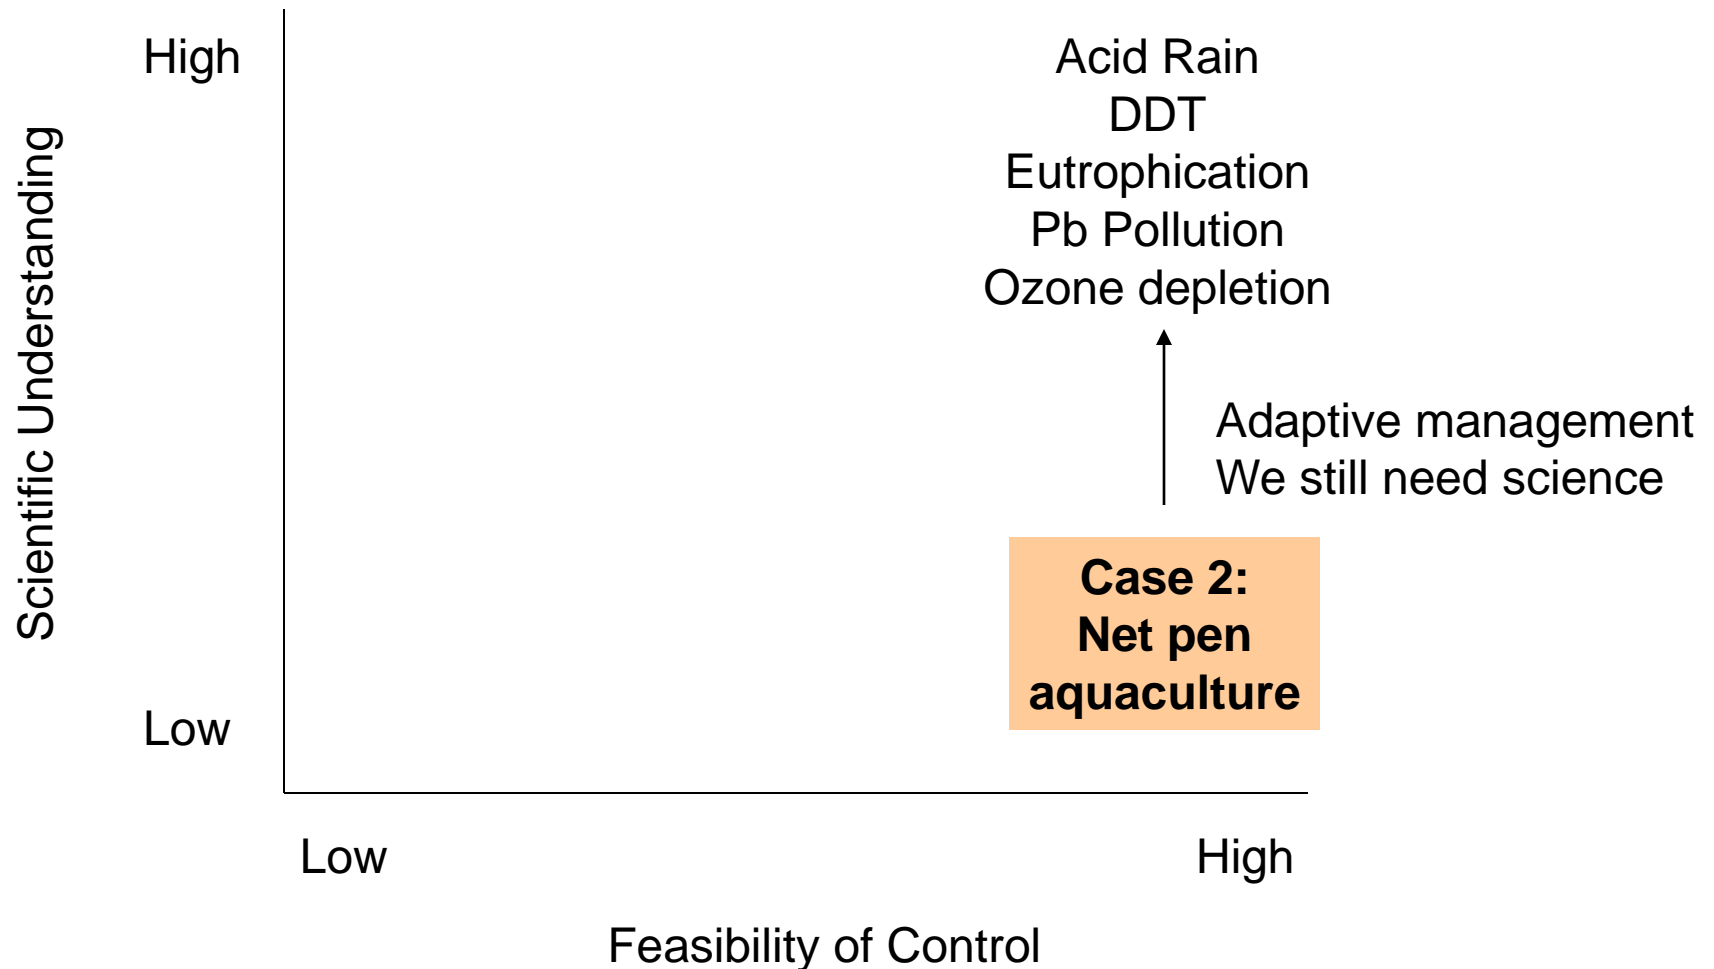 High
Scientific Understanding
Low
Acid Rain
DDT
Eutrophication
Pb Pollution
Ozone depletion
Adaptive management
We still need science
Case 2:
Net pen
aquaculture
Low
High
Feasibility of Control